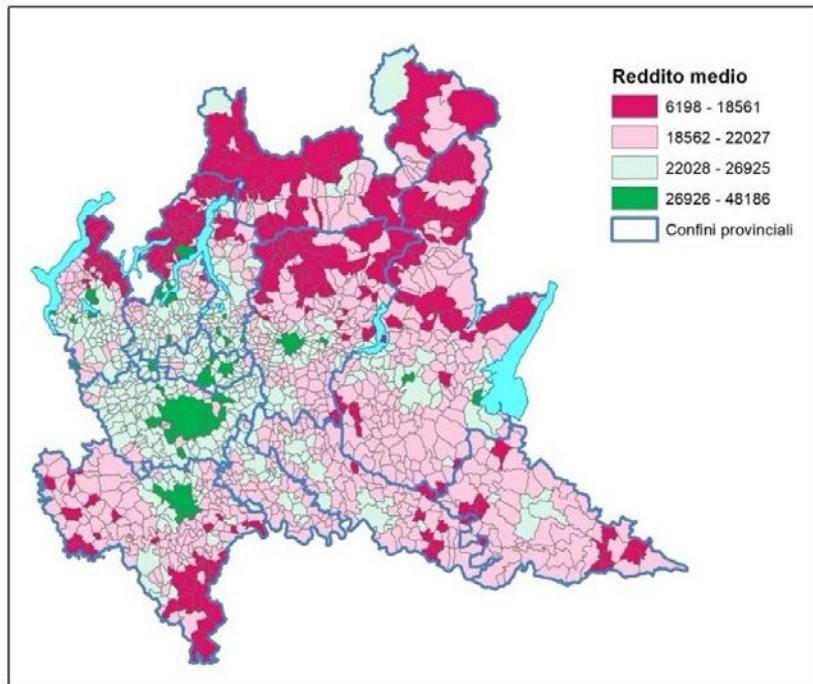 Reddito medio
6198 - 18561
18562 - 22027
22028 - 26925
26926 - 48186
Confini provinciali